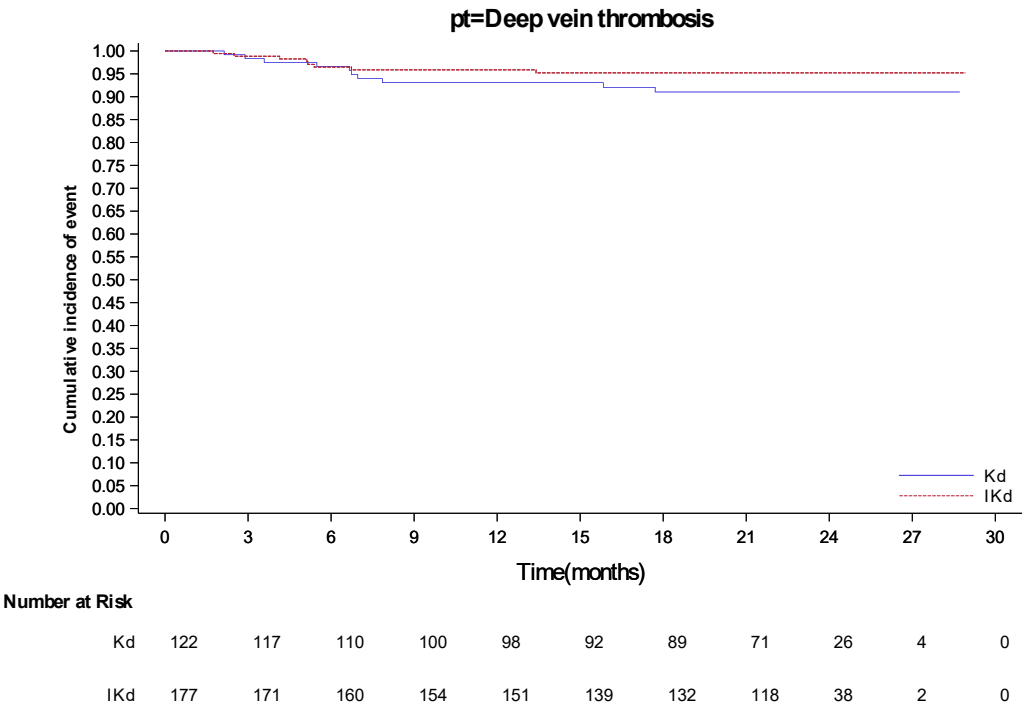 pt=Deep vein thrombosis
Cumulative incidence of event
1.00
0.95
0.90
0.85
0.80
0.75
0.70
0.65
0.60
0.55
0.50
0.45
0.40
0.35
0.30
0.25
0.20
0.15
0.10
0.05
0.00
Kd
IKd
0 3 6 9 12 15 18 21 24 27 30
Time(months)
Number at Risk
Kd 122 117 110 100 98 92 89 71 26 4 0
IKd 177 171 160 154 151 139 132 118 38 2 0